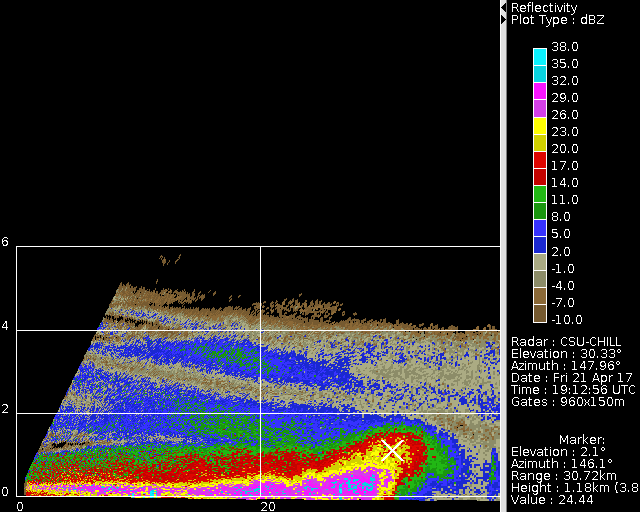 Reflectivity
Plot Type : dBZ
38.0
35.0
32.0
29.0
26.0
23.0
20.0
17.0
14.0
11.0
8.0
5.0
2.0
-1.0
-4.0
-7.0
-10.0
6
4
2
0
0
20
Radar : CSU-CHILL
Elevation : 30.33°
Azimuth : 147.96°
Date : Fri 21 Apr 17
Time : 19:12:56 UTC
Gates : 960x150m
Marker:
Elevation : 2.1°
Azimuth : 146.1°
Range : 30.72km
Height : 1.18km (3.8
Value : 24.44